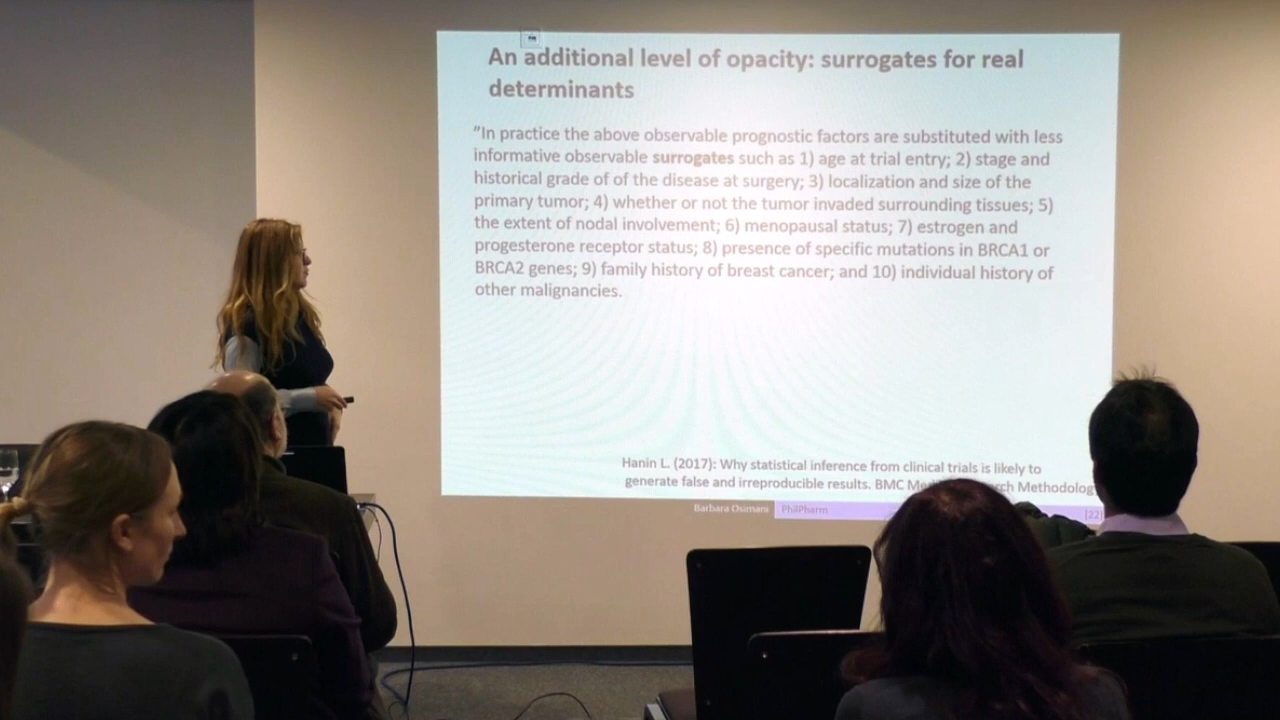 An additional level of opacity: surrogates for real
determinants
"In practice the above observable prognostic factors are substituted with less
informative observable surrogates such as 1) age at trial entry; 2) stage and
historical grade of of the disease at surgery; 3) localization and size of the
primary tumor; 4) whether or not the tumor invaded surrounding tissues; 5)
the extent of nodal involvement; 6) menopausal status; 7) estrogen and
progesterone receptor status; 8) presence of specific mutations in BRCA1 or
BRCA2 genes; 9) family history of breast cancer; and 10) individual history of
other malignancies.
Hanin L. (2017): Why statistical inference from clinical trials is likely to
generate false and irreproducible results. BMC Methodology
Barbara Osimani PhilPharm [22]